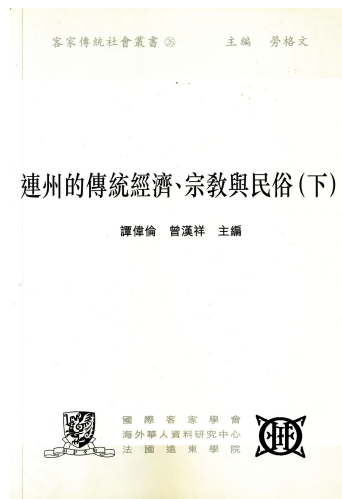 客家傳統社會叢書㉖ 主編 勞格文
連州的傳統經濟、宗教與民俗(下)
譚偉倫 曾漢祥 主編
國際客家學會
海外華人資料研究中心
法國遠東學院